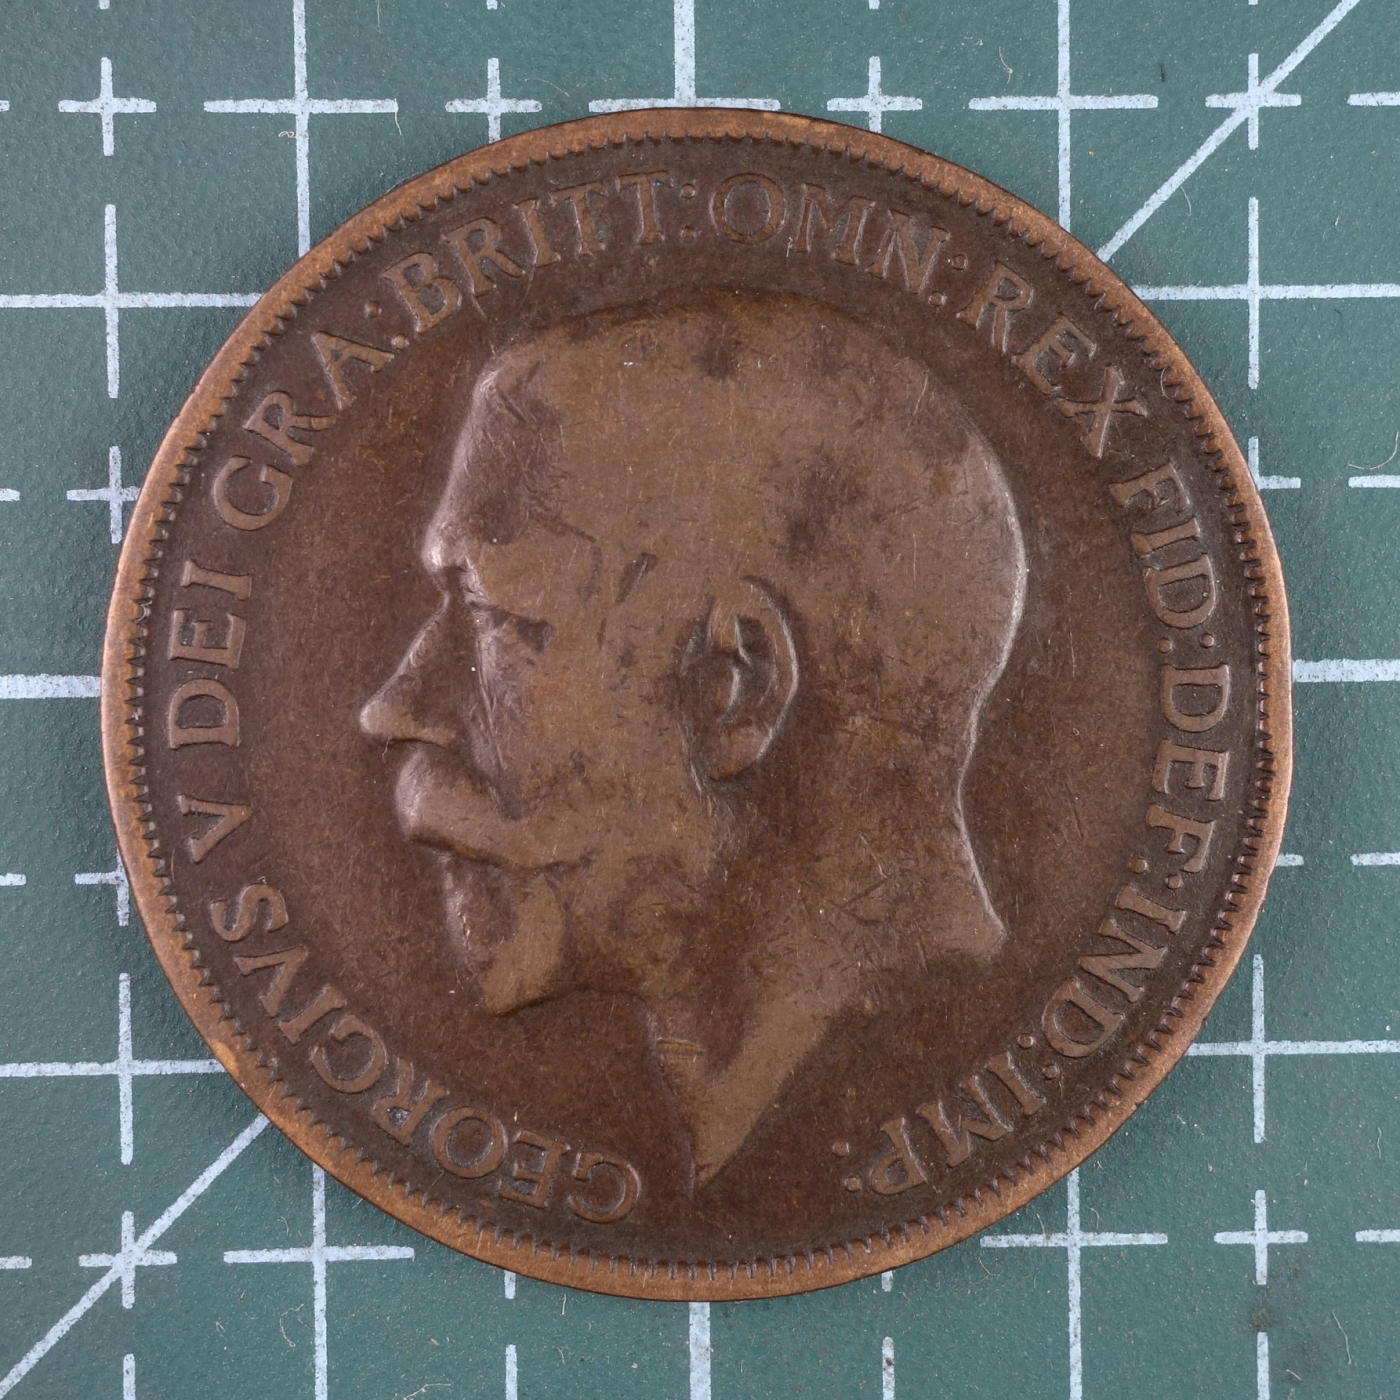 GEORGIVS V DEI GRA: BRITT: OMN: REX FID: DEF: IND: IMP: